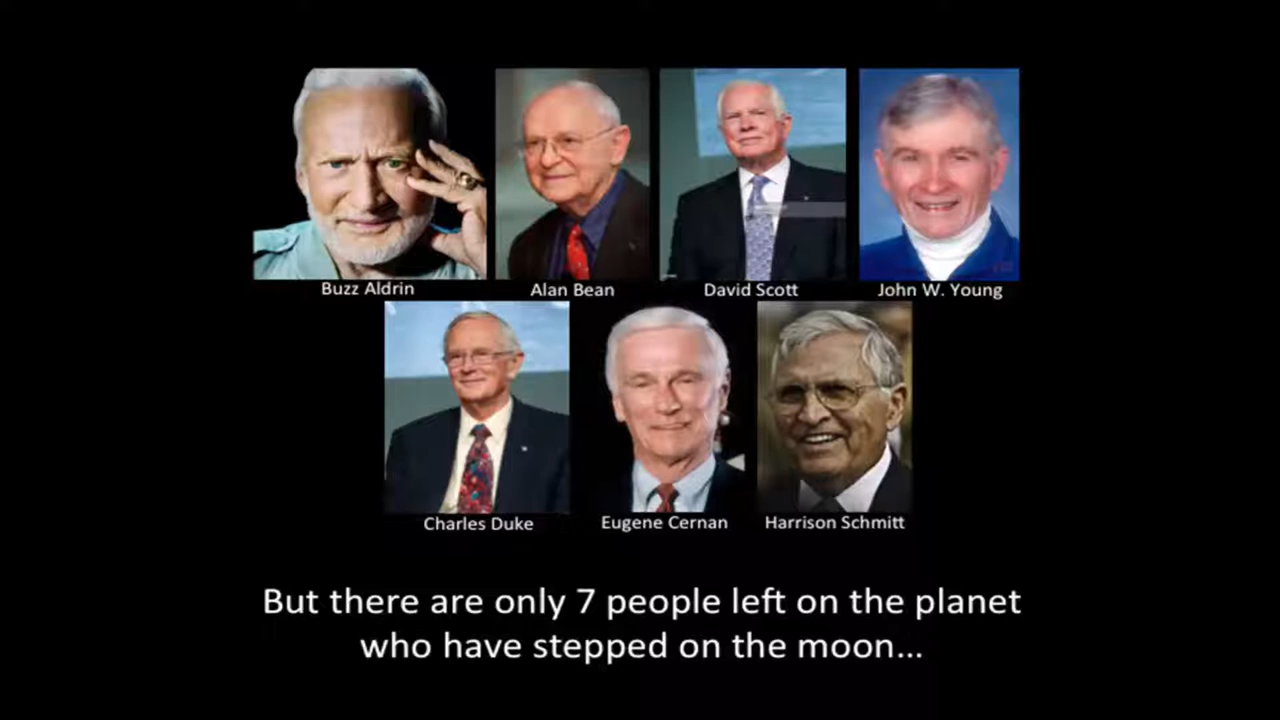 Buzz Aldrin
Alan Bean
David Scott
John W. Young
Charles Duke
Eugene Cernan
Harrison Schmitt
But there are only 7 people left on the planet
who have stepped on the moon...